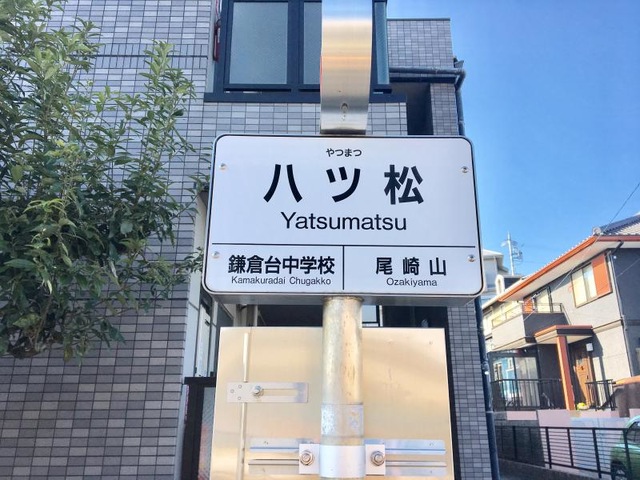 やつまつ
八ツ松
Yatsumatsu
鎌倉台中学校
Kamakuradai Chugakko
尾崎山
Ozakiyama